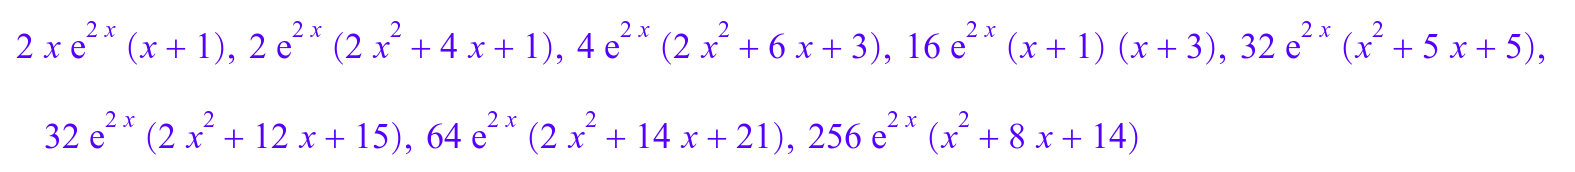 2 x e^{2 x} (x + 1), 2 e^{2 x} (2 x^2 + 4 x + 1), 4 e^{2 x} (2 x^2 + 6 x + 3), 16 e^{2 x} (x + 1) (x + 3), 32 e^{2 x} (x^2 + 5 x + 5),
32 e^{2 x} (2 x^2 + 12 x + 15), 64 e^{2 x} (2 x^2 + 14 x + 21), 256 e^{2 x} (x^2 + 8 x + 14)